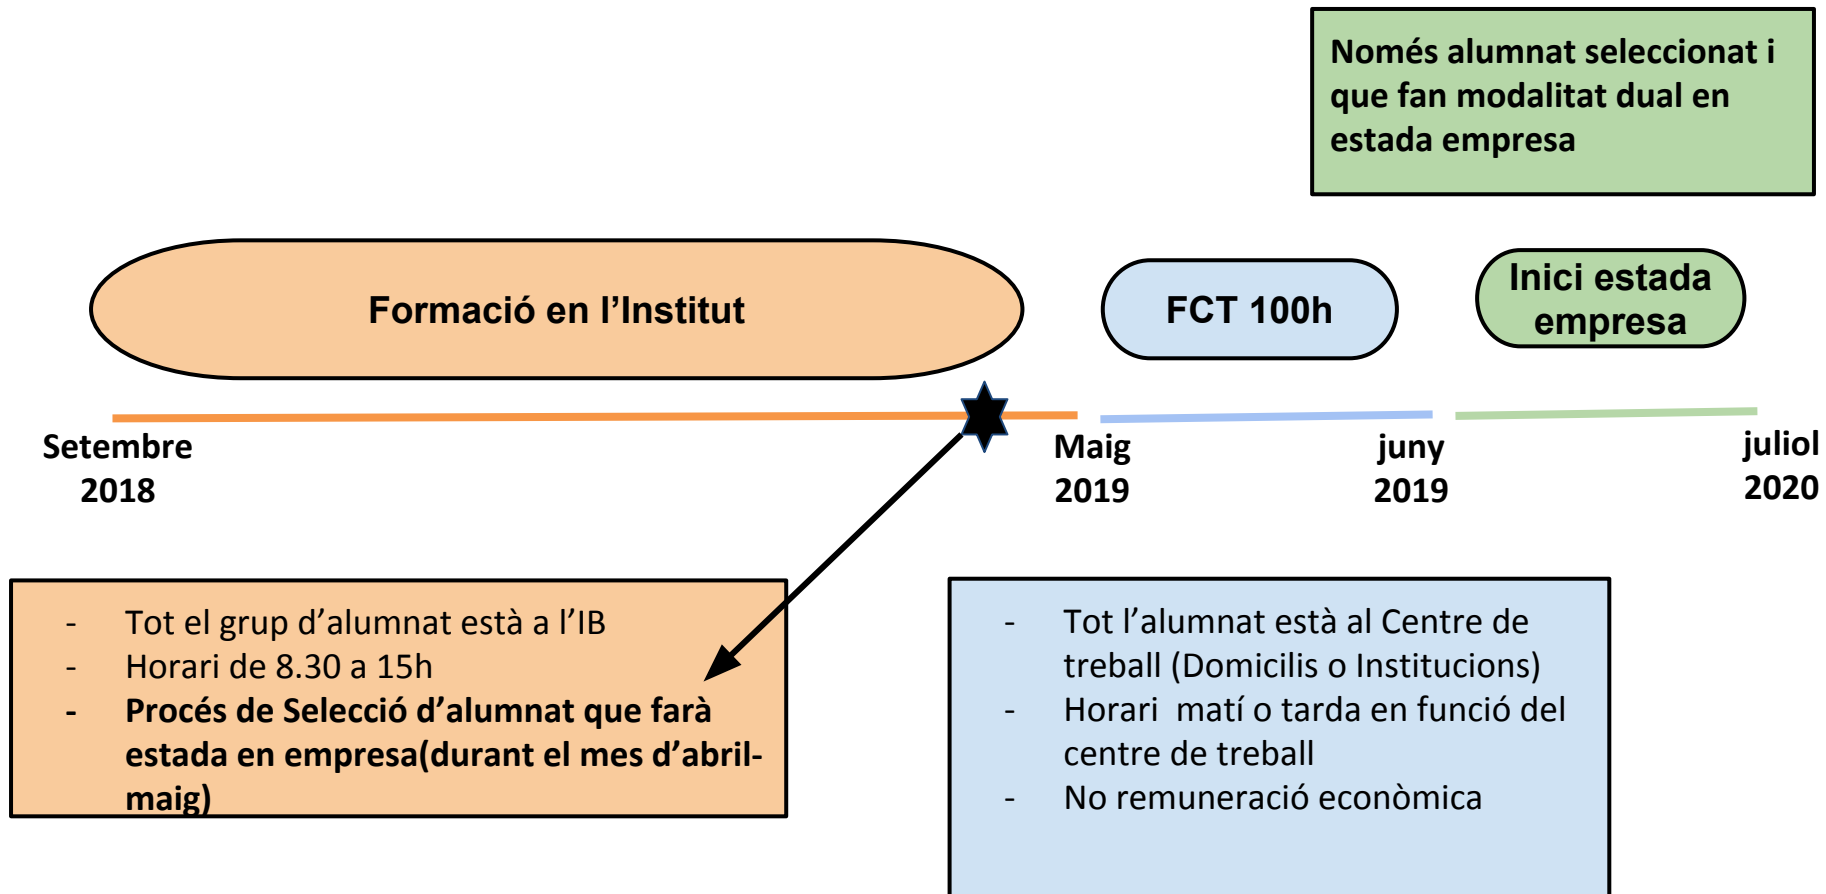 Només alumnat seleccionat i
que fan modalitat dual en
estada empresa
Formació en l’Institut
FCT 100h
Inici estada
empresa
Setembre
2018
Maig
2019
juny
2019
juliol
2020
- Tot el grup d’alumnat està a l’IB
- Horari de 8.30 a 15h
- Procés de Selecció d’alumnat que farà
estada en empresa(durant el mes d’abril-
maig)
- Tot l’alumnat està al Centre de
treball (Domicilis o Institucions)
- Horari matí o tarda en funció del
centre de treball
- No remuneració econòmica